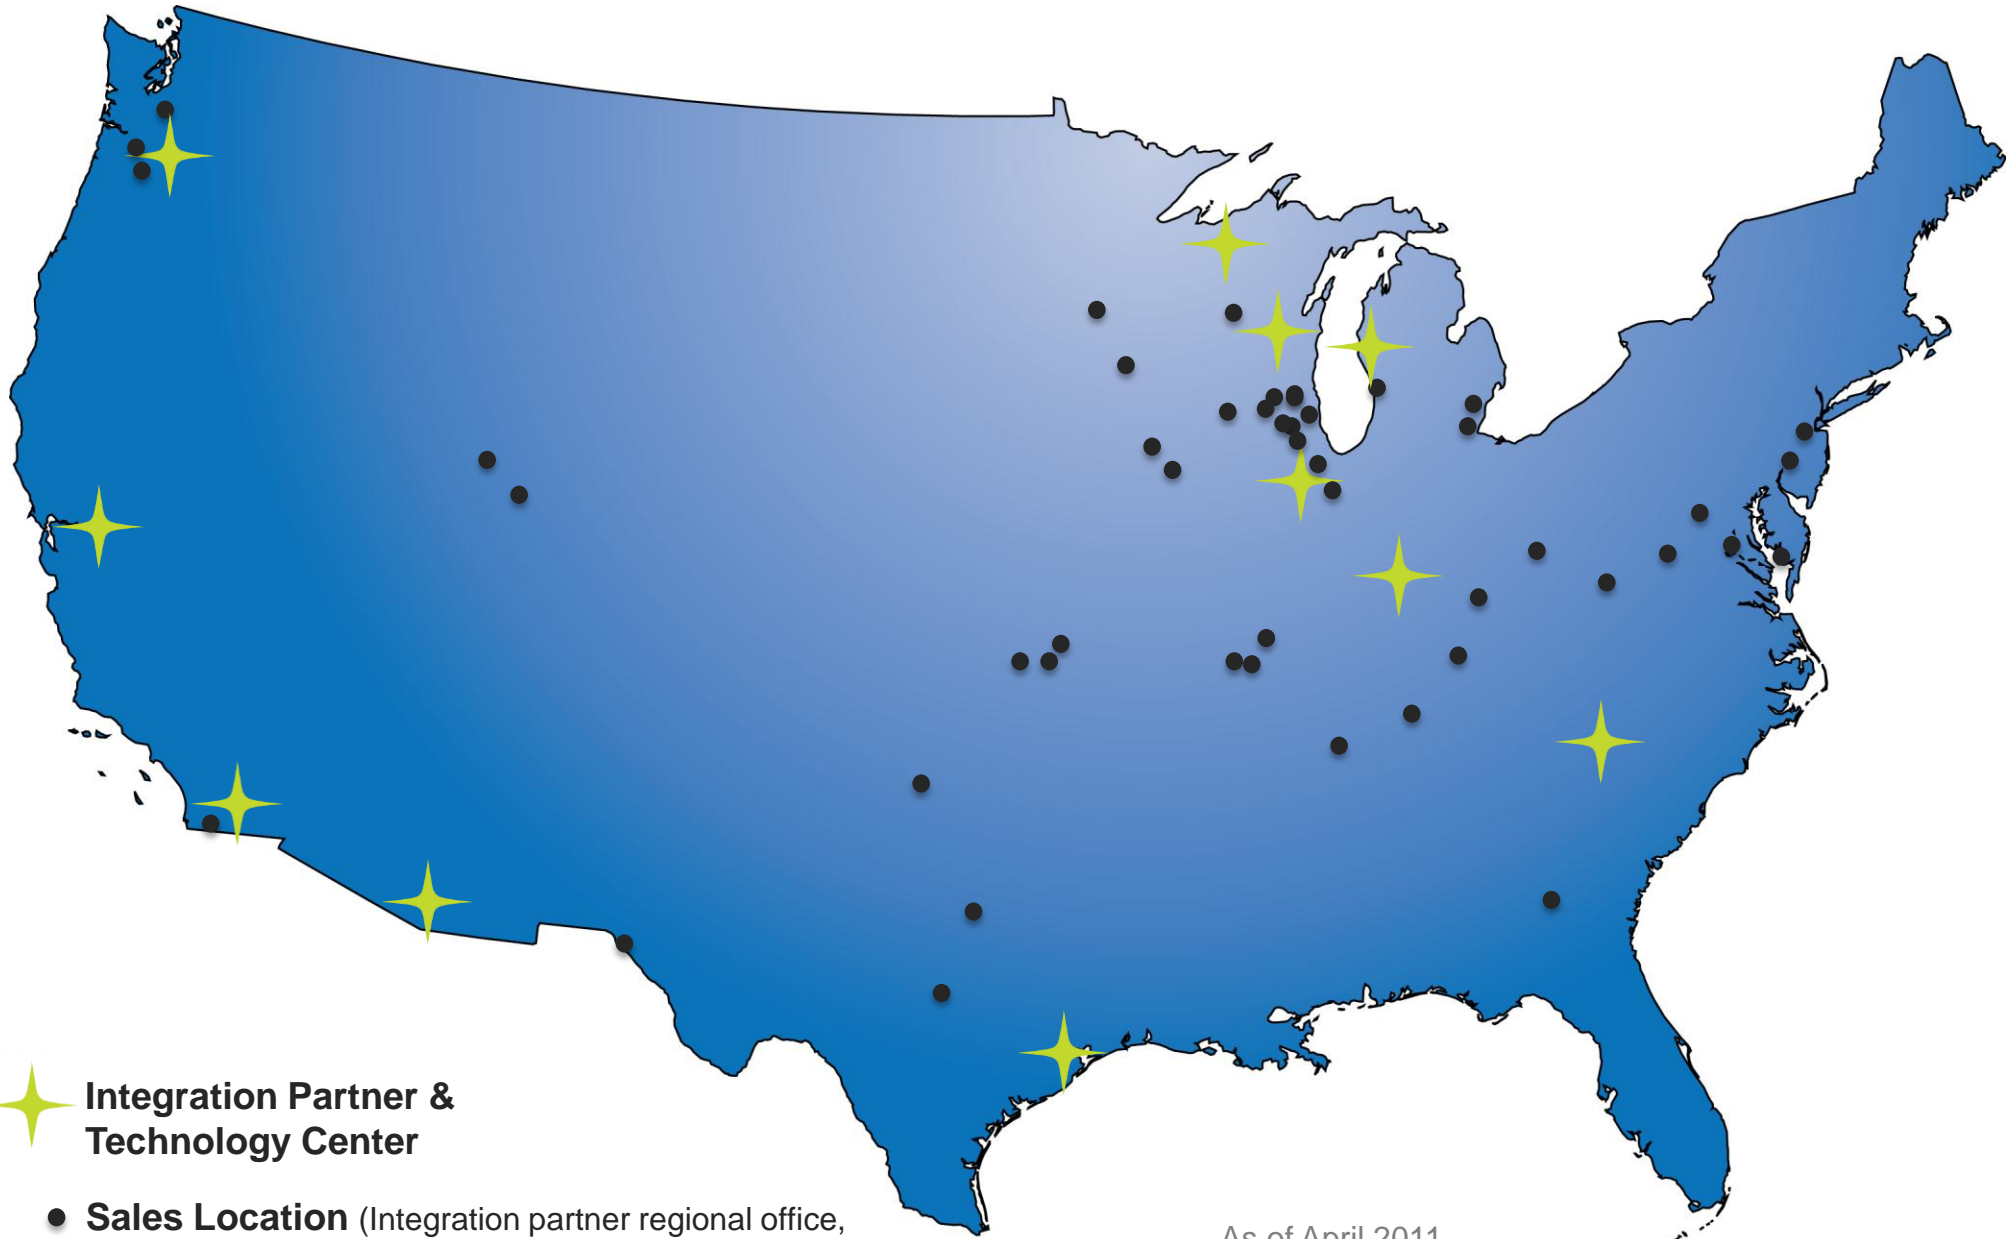 Integration Partner &
Technology Center
Sales Location (Integration partner regional office,
As of April 2011